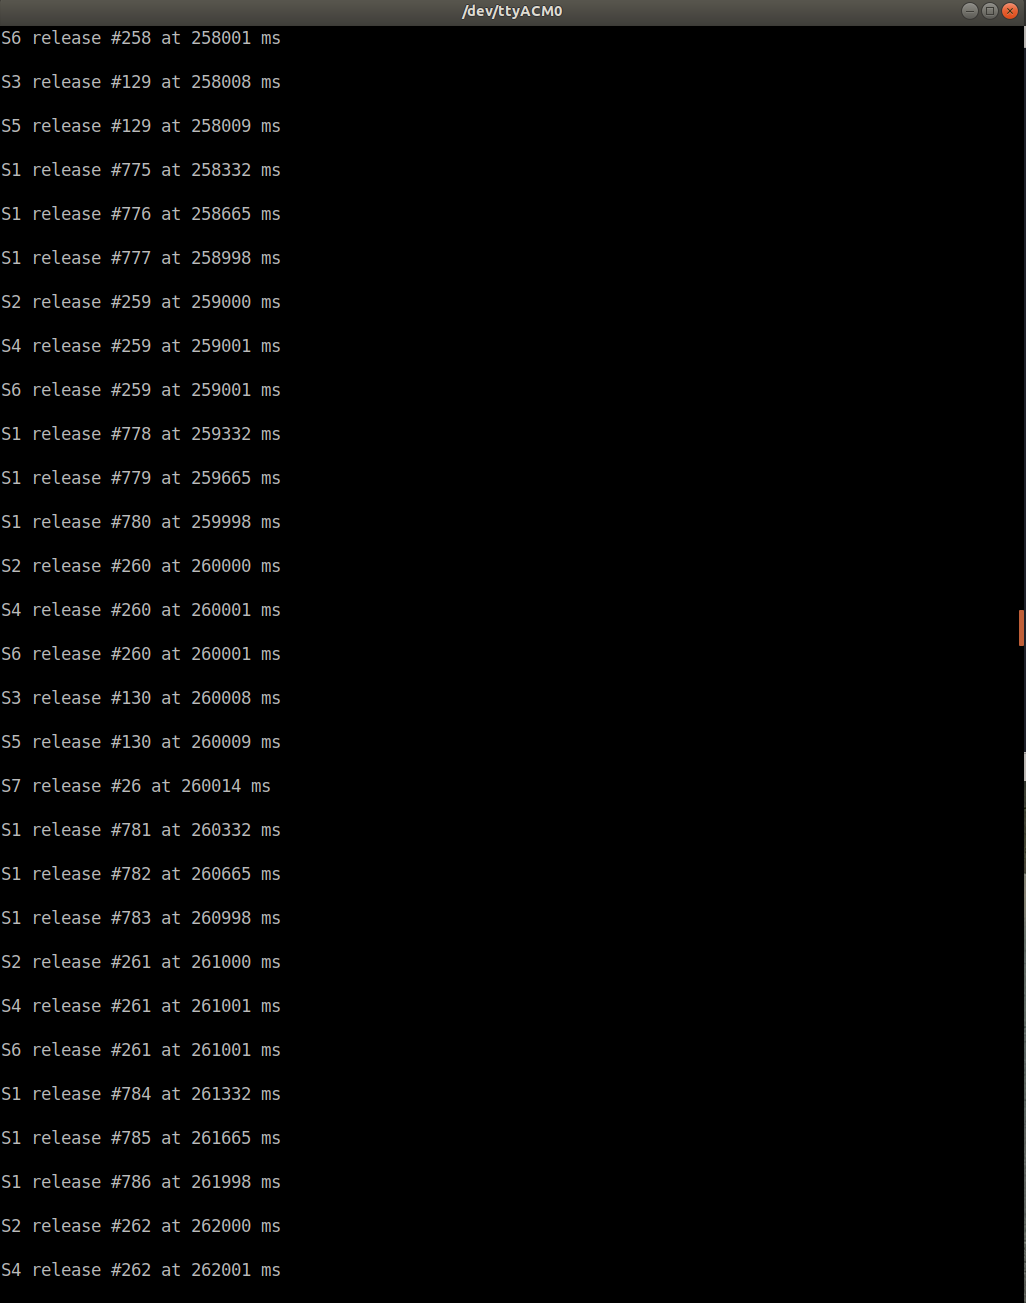 /dev/ttyACM0
S6 release #258 at 258001 ms
S3 release #129 at 258008 ms
S5 release #129 at 258009 ms
S1 release #775 at 258332 ms
S1 release #776 at 258665 ms
S1 release #777 at 258998 ms
S2 release #259 at 259000 ms
S4 release #259 at 259001 ms
S6 release #259 at 259001 ms
S1 release #778 at 259332 ms
S1 release #779 at 259665 ms
S1 release #780 at 259998 ms
S2 release #260 at 260000 ms
S4 release #260 at 260001 ms
S6 release #260 at 260001 ms
S3 release #130 at 260008 ms
S5 release #130 at 260009 ms
S7 release #26 at 260014 ms
S1 release #781 at 260332 ms
S1 release #782 at 260665 ms
S1 release #783 at 260998 ms
S2 release #261 at 261000 ms
S4 release #261 at 261001 ms
S6 release #261 at 261001 ms
S1 release #784 at 261332 ms
S1 release #785 at 261665 ms
S1 release #786 at 261998 ms
S2 release #262 at 262000 ms
S4 release #262 at 262001 ms